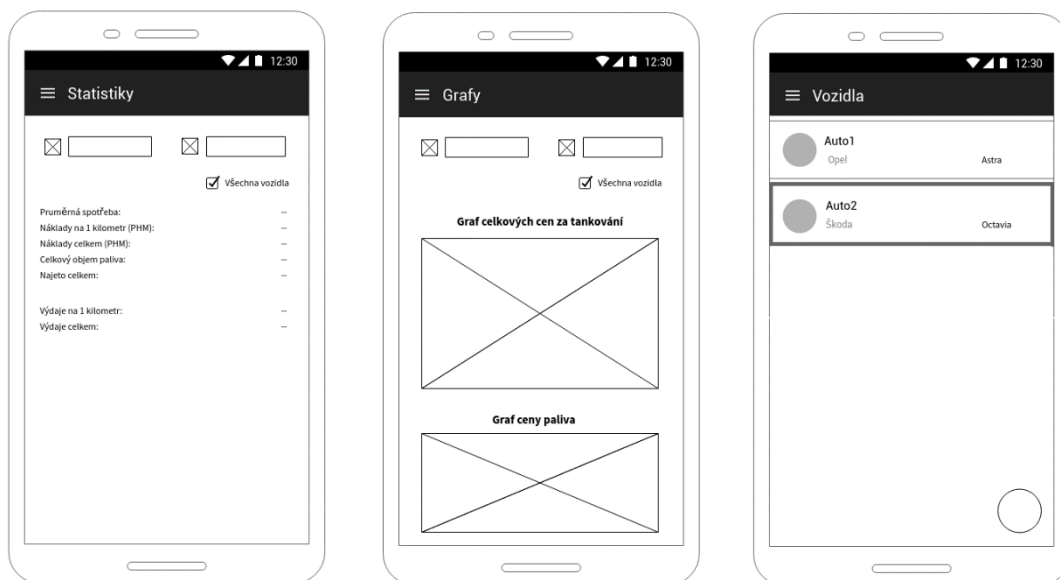 12:30
Statistiky
Všechna vozidla
Prumĕrná spotřeba: --
Náklady na 1 kilometr (PHM): --
Náklady celkem (PHM): --
Celkový objem paliva: --
Najeto celkem: --
Výdaje na 1 kilometr: --
Výdaje celkem: --
12:30
Grafy
Všechna vozidla
Graf celkových cen za tankování
Graf ceny paliva
12:30
Vozidla
Auto1
Opel Astra
Auto2
Škoda Octavia